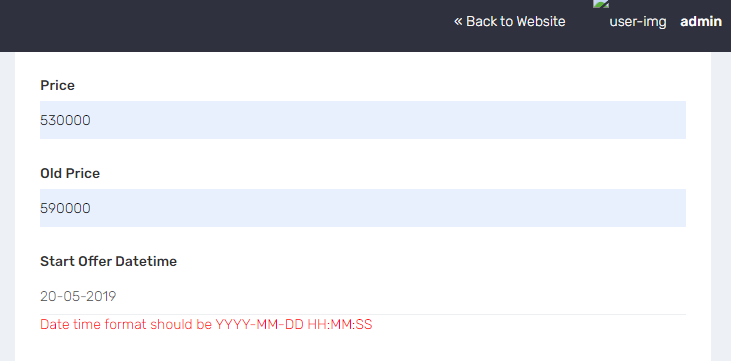 « Back to Website user-img admin
Price
530000
Old Price
590000
Start Offer Datetime
20-05-2019
Date time format should be YYYY-MM-DD HH:MM:SS